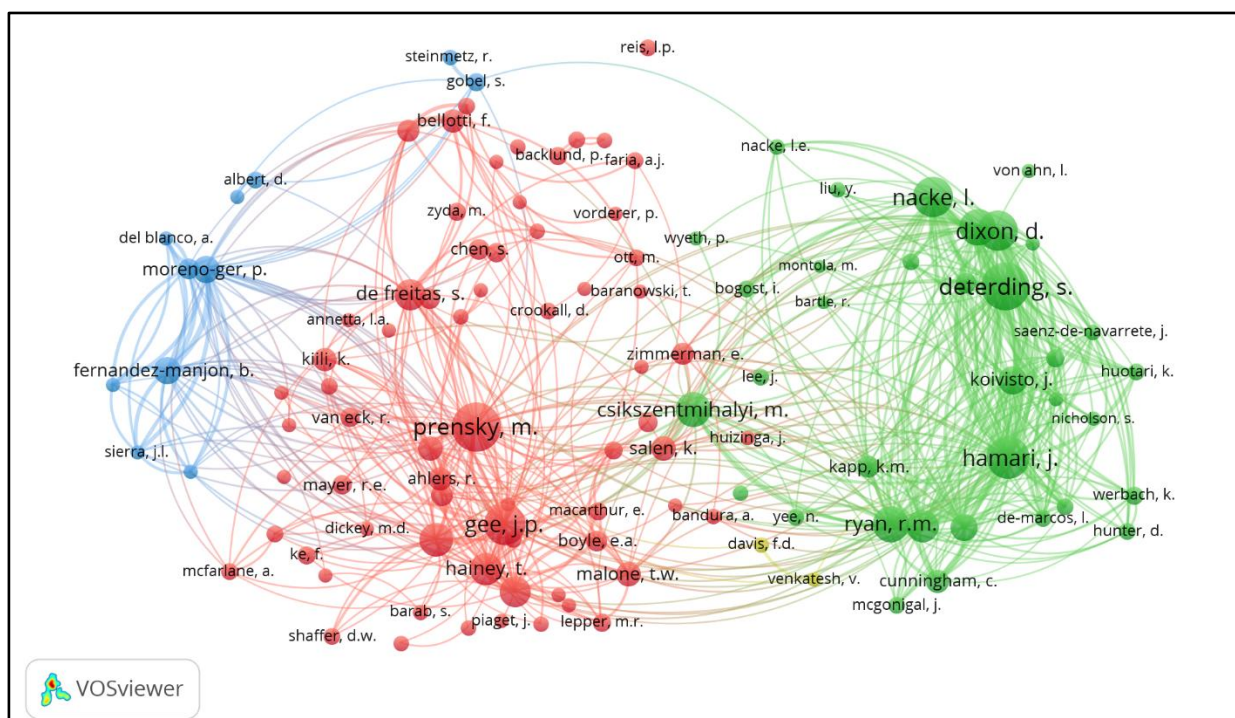 reis, l.p.
steinmetz, r.
gobel, s.
bellotti, f.
nacke, l.e.
backlund, p.
faria, a.j.
von ahn, l.
albert, d.
liu, y.
nacke, l.
zyda, m.
vorderer, p.
dixon, d.
del blanco, a.
wyeth, p.
chen, s.
ott, m.
moreno-ger, p.
montola, m.
de freitas, s.
baranowski, t.
bogost, i.
deterding, s.
bartle, r.
crookall, d.
annetta, l.a.
saenz-de-navarrete, j.
zimmerman, e.
kiili, k.
fernandez-manjon, b.
lee, j.
koivisto, j.
huotari, k.
csikszentmihalyi, m.
van eck, r.
nicholson, s.
prensky, m.
huizinga, j.
sierra, j.l.
salen, k.
hamari, j.
kapp, k.m.
ahlers, r.
mayer, r.e.
werbach, k.
macarthur, e.
bandura, a.
yee, n.
de-marcos, l.
dickey, m.d.
gee, j.p.
ryan, r.m.
hunter, d.
boyle, e.a.
davis, f.d.
ke, f.
mcfarlane, a.
hainey, t.
malone, t.w.
venkatesh, v.
cunningham, c.
mcgonigal, j.
barab, s.
piaget, j.
lepper, m.r.
shaffer, d.w.
VOSviewer